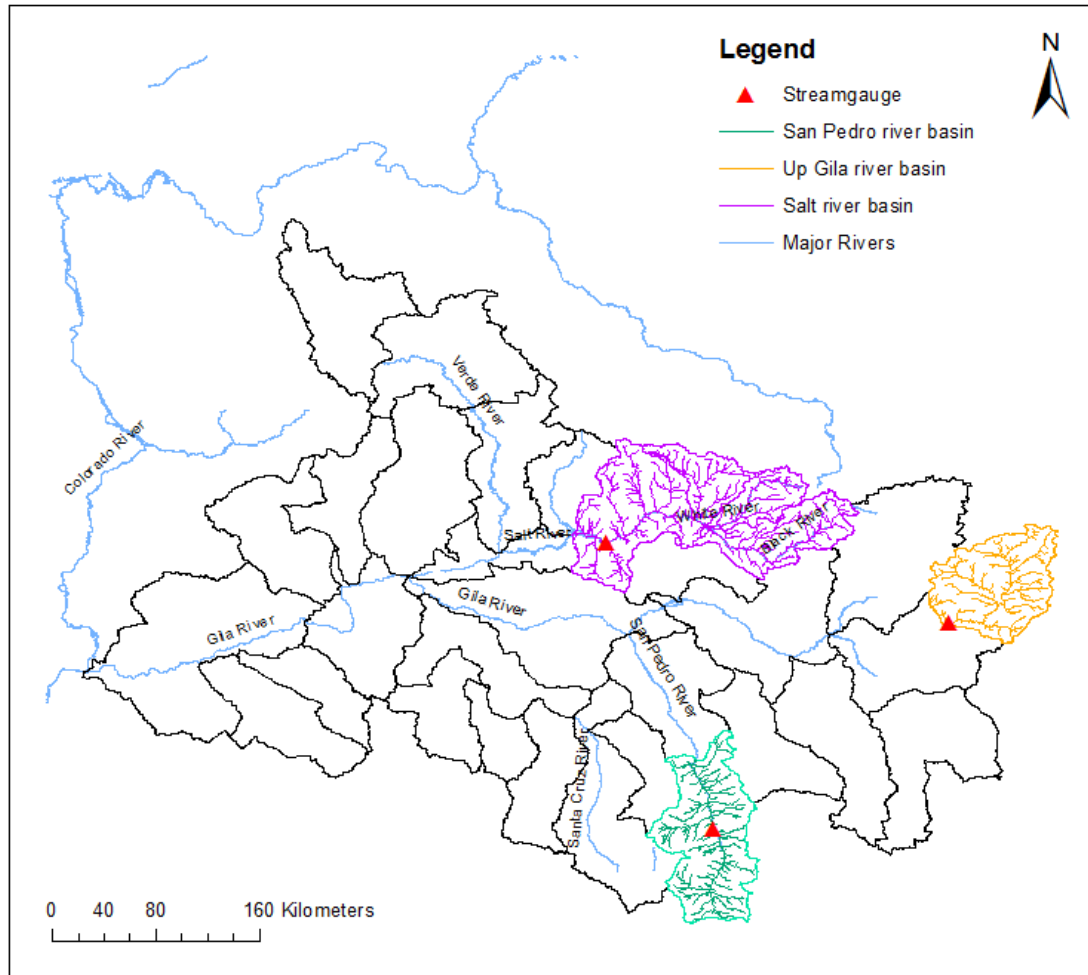 Legend
N
Streamgauge
San Pedro river basin
Up Gila river basin
Salt river basin
Major Rivers
Verde River
Colorado River
Salt River
White River
Black River
Gila River
Gila River
San Pedro River
Santa Cruz River
0 40 80 160 Kilometers